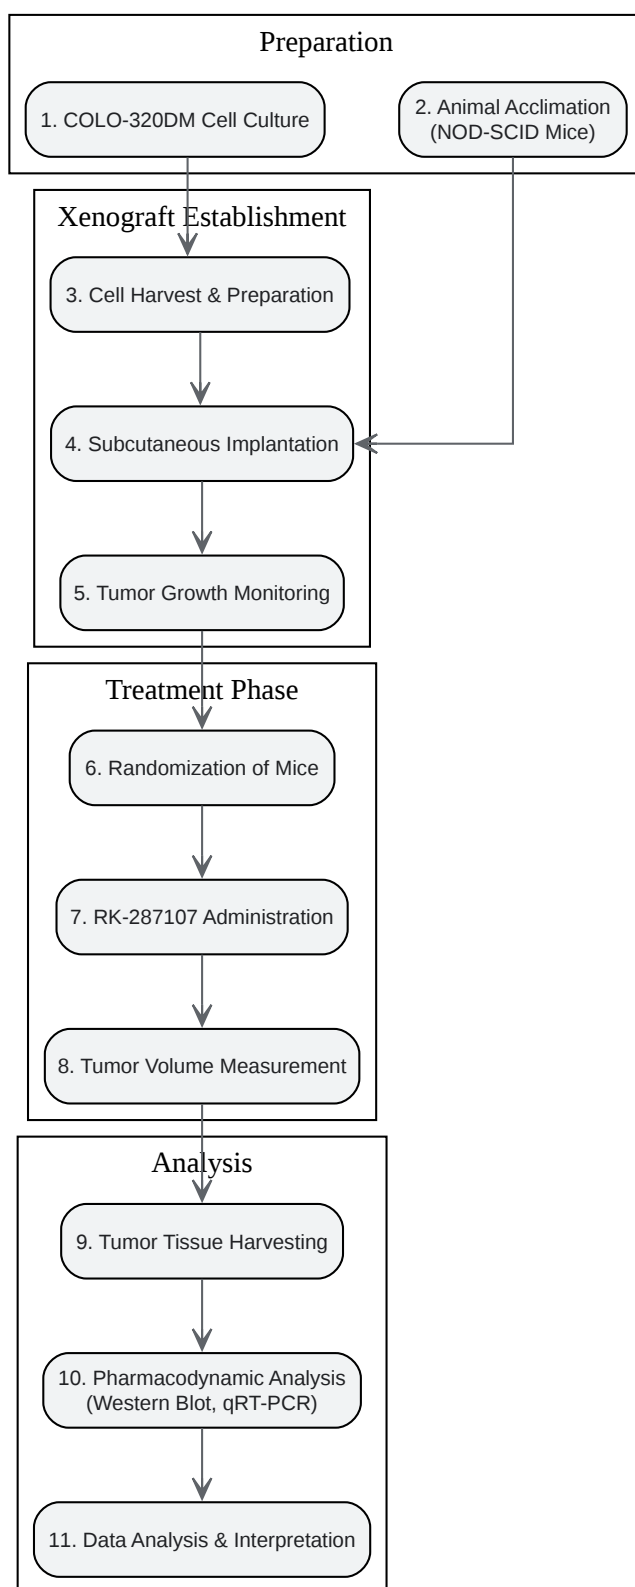 Preparation
1. COLO-320DM Cell Culture
2. Animal Acclimation
(NOD-SCID Mice)
Xenograft Establishment
3. Cell Harvest & Preparation
4. Subcutaneous Implantation
5. Tumor Growth Monitoring
Treatment Phase
6. Randomization of Mice
7. RK-287107 Administration
8. Tumor Volume Measurement
Analysis
9. Tumor Tissue Harvesting
10. Pharmacodynamic Analysis
(Western Blot, qRT-PCR)
11. Data Analysis & Interpretation